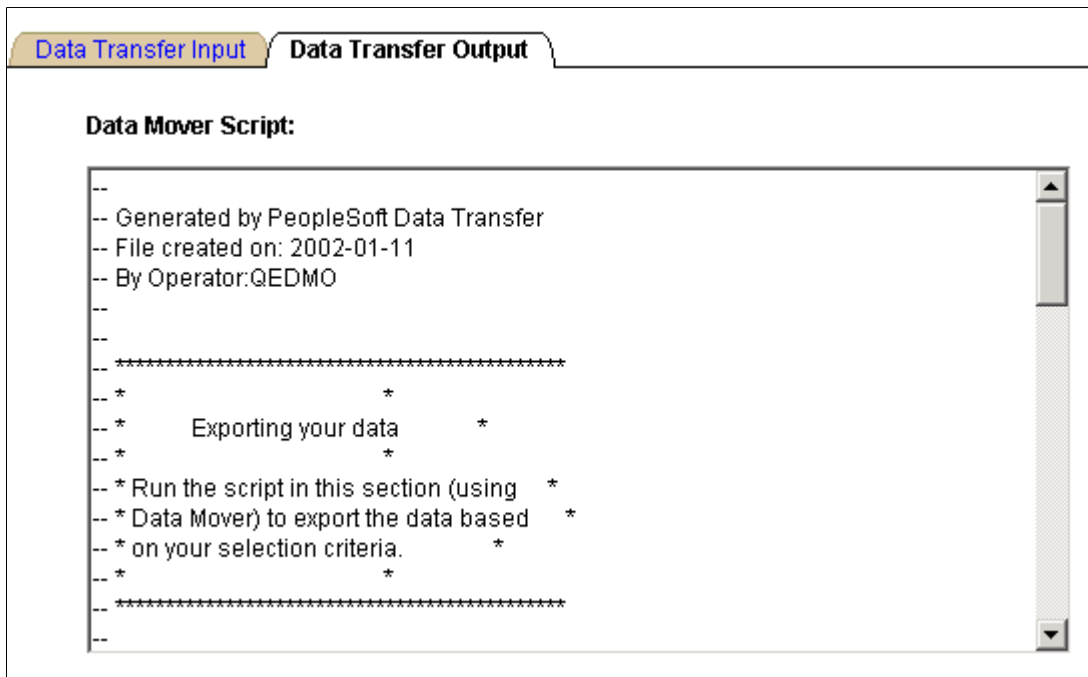 Data Transfer Input Data Transfer Output
Data Mover Script:
--
-- Generated by PeopleSoft Data Transfer
-- File created on: 2002-01-11
-- By Operator:QEDMO
--
--
-- *********************************************
-- * *
-- * Exporting your data *
-- * *
-- * Run the script in this section (using *
-- * Data Mover) to export the data based *
-- * on your selection criteria. *
-- * *
-- *********************************************
--